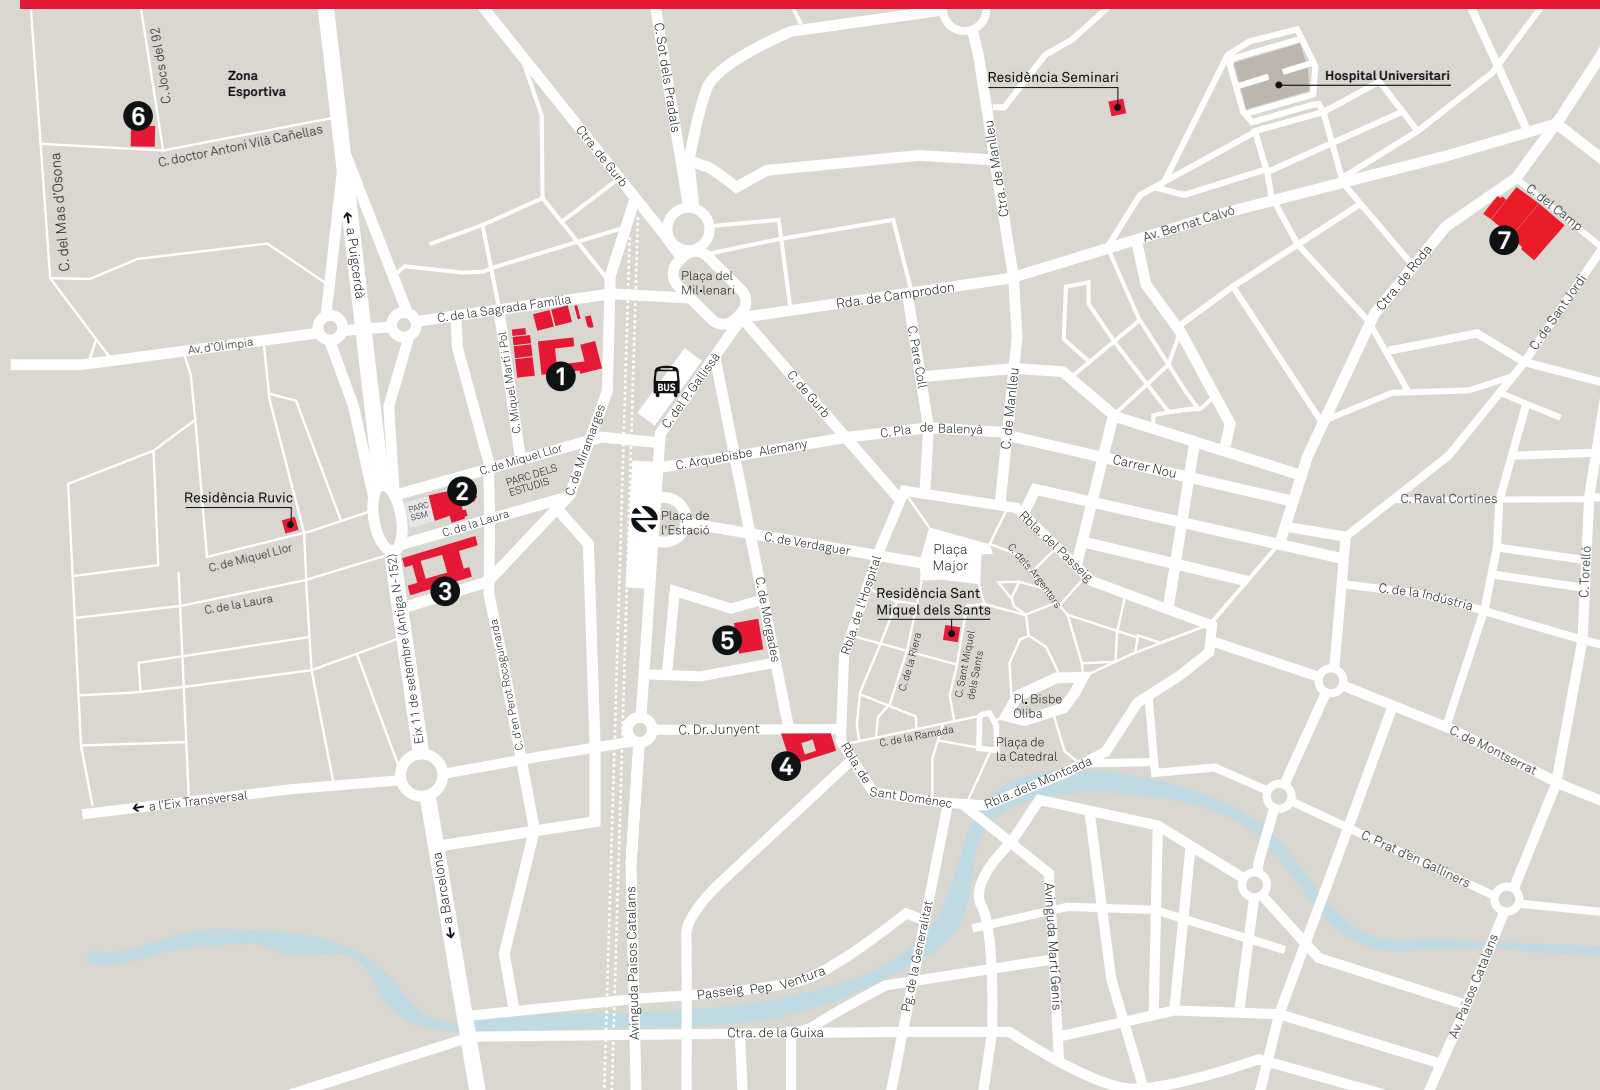 C. Jocs del 92
Zona
Esportiva
6
C. doctor Antoni Vilà Cañellas
C. del Mas d'Osona
C. Sot dels Pradals
Ctra. de Gurb
Residència Seminari
Hospital Universitari
Ctra. de Manlleu
Av. Bernat Calvó
C. del Camp
7
Ctra. de Roda
C. de Sant Jordi
a Puigcerdà
Plaça del
Mil·lenari
Rda. de Camprodon
C. de la Sagrada Família
Av. d'Olímpia
C. Miquel Martí i Pol
1
BUS
C. del P. Gallissà
C. Pare Coll
C. de Gurb
C. de Manlleu
C. Pla de Balenyà
C. Arquebisbe Alemany
Carrer Nou
C. de Miramarges
C. de Miquel Llor
PARC DELS
ESTUDIS
C. Raval Cortines
Residència Ruvic
2
PARC
SSM
C. de la Laura
Plaça de
l'Estació
C. de Verdaguer
Rbla. del Passeig
Plaça
Major
C. dels Argenters
C. de Miquel Llor
C. de la Laura
3
Eix 11 de setembre (Antiga N-152)
C. d'en Perot Rocaguinarda
C. de Morgades
5
Rbla. de l'Hospital
Residència Sant
Miquel dels Sants
C. de la Riera
C. Sant Miquel
dels Sants
C. de la Indústria
C. Torelló
Pl. Bisbe
Oliba
C. Dr. Junyent
C. de la Ramada
Plaça de
la Catedral
4
Rbla. de
Sant Domènec
Rbla. dels Montcada
C. de Montserrat
a l'Eix Transversal
C. Prat d'en Galliners
a Barcelona
Avinguda Països Catalans
Pg. de la Generalitat
Avinguda Martí Genís
Av. Països Catalans
Passeig Pep Ventura
Ctra. de la Guixa